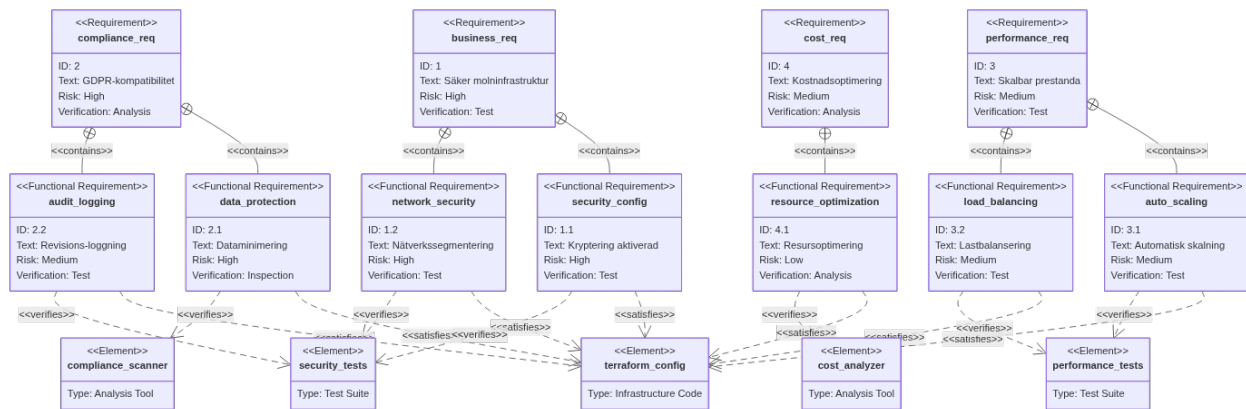 <<Requirement>>
compliance_req
ID: 2
Text: GDPR-kompatibilitet
Risk: High
Verification: Analysis
<<Requirement>>
business_req
ID: 1
Text: Säker molninfrastruktur
Risk: High
Verification: Test
<<Requirement>>
cost_req
ID: 4
Text: Kostnadsoptimering
Risk: Medium
Verification: Analysis
<<Requirement>>
performance_req
ID: 3
Text: Skalbar prestanda
Risk: Medium
Verification: Test
<<contains>>
<<contains>>
<<contains>>
<<contains>>
<<contains>>
<<contains>>
<<contains>>
<<Functional Requirement>>
audit_logging
ID: 2.2
Text: Revisions-loggning
Risk: Medium
Verification: Test
<<Functional Requirement>>
data_protection
ID: 2.1
Text: Dataminimering
Risk: High
Verification: Inspection
<<Functional Requirement>>
network_security
ID: 1.2
Text: Nätverkssegmentering
Risk: High
Verification: Test
<<Functional Requirement>>
security_config
ID: 1.1
Text: Kryptering aktiverad
Risk: High
Verification: Test
<<Functional Requirement>>
resource_optimization
ID: 4.1
Text: Resursoptimering
Risk: Low
Verification: Analysis
<<Functional Requirement>>
load_balancing
ID: 3.2
Text: Lastbalansering
Risk: Medium
Verification: Test
<<Functional Requirement>>
auto_scaling
ID: 3.1
Text: Automatisk skalning
Risk: Medium
Verification: Test
<<verifies>>
<<verifies>>
<<verifies>>
<<satisfies>>
<<satisfies>>
<<verifies>>
<<verifies>>
<<verifies>>
<<satisfies>>
<<satisfies>>
<<verifies>>
<<satisfies>>
<<satisfies>>
<<satisfies>>
<<Element>>
compliance_scanner
Type: Analysis Tool
<<Element>>
security_tests
Type: Test Suite
<<Element>>
terraform_config
Type: Infrastructure Code
<<Element>>
cost_analyzer
Type: Analysis Tool
<<Element>>
performance_tests
Type: Test Suite